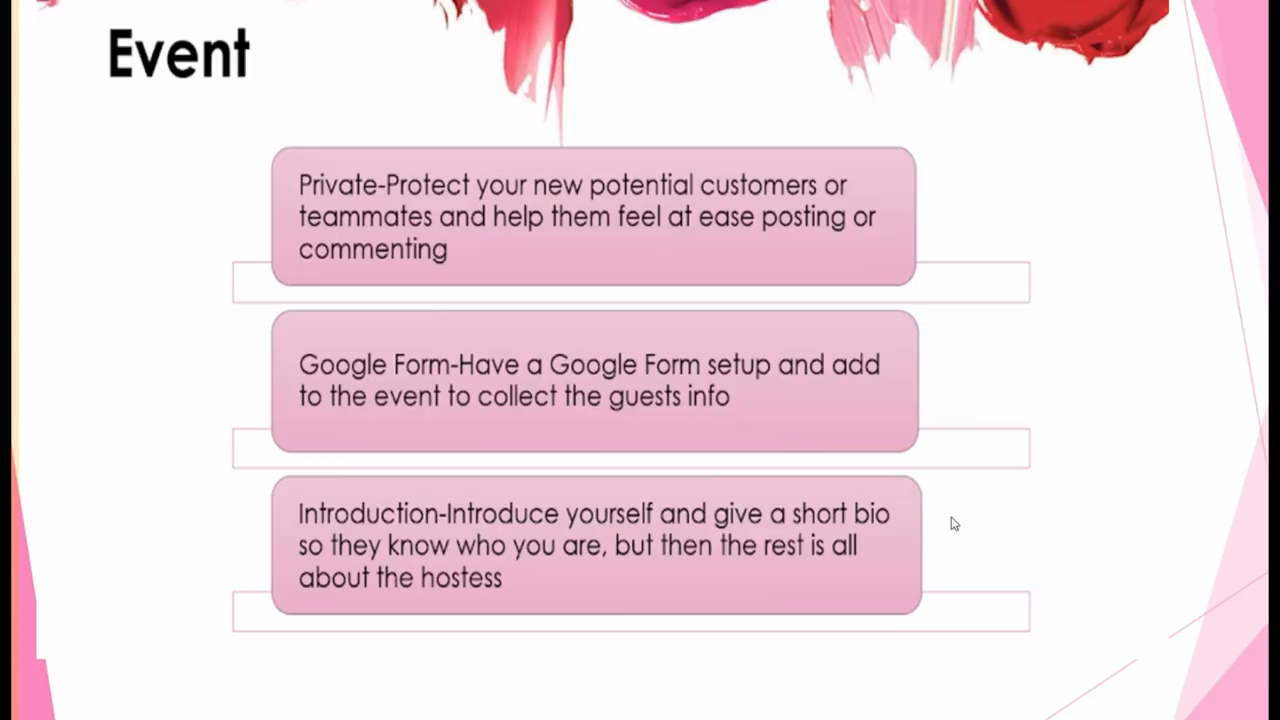 Event
Private-Protect your new potential customers or
teammates and help them feel at ease posting or
commenting
Google Form-Have a Google Form setup and add
to the event to collect the guests info
Introduction-Introduce yourself and give a short bio
so they know who you are, but then the rest is all
about the hostess